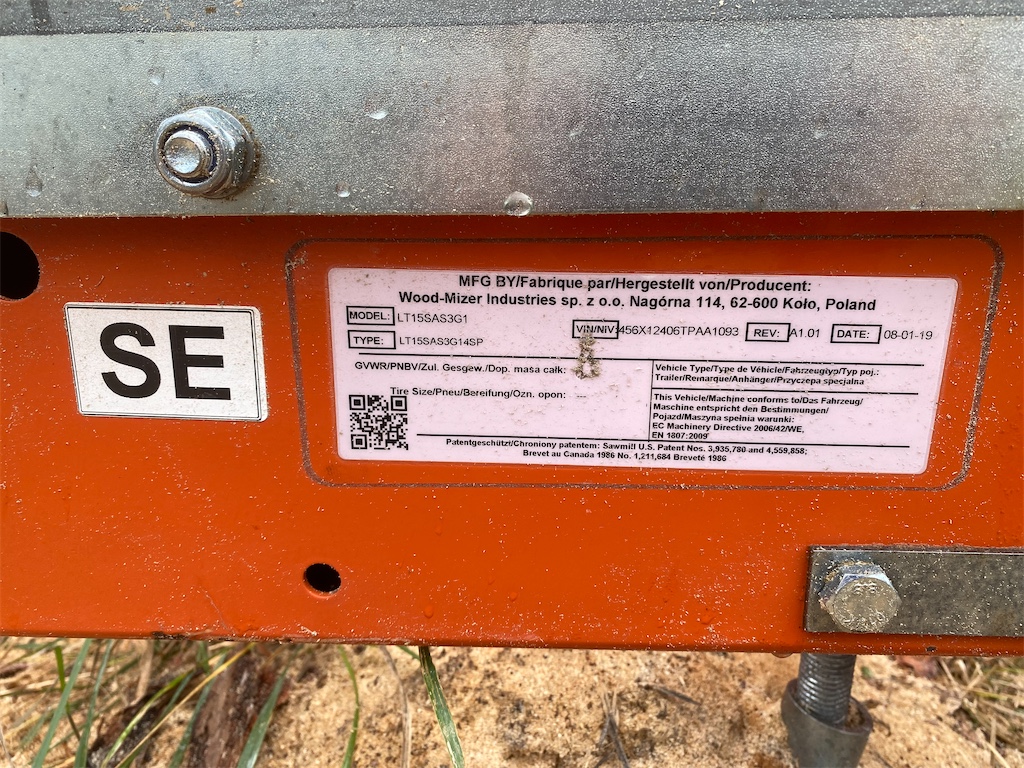 SE
MFG BY/Fabrique par/Hergestellt von/Producent:
Wood-Mizer Industries sp. z o.o. Nagórna 114, 62-600 Koło, Poland
MODEL: LT15SAS3G1 VIN/NIV: 456X12406TPAA1093 REV: A1.01 DATE: 08-01-19
TYPE: LT15SAS3G14SP
GVWR/PNBV/Zul. Gesgew./Dop. masa całk:
Tire Size/Pneu/Bereifung/Ozn. opon:
Vehicle Type/Type de Véhicle/Fahrzeugtyp/Typ poj.:
Trailer/Remarque/Anhänger/Przyczepa specjalna
This Vehicle/Machine conforms to/Das Fahrzeug/
Maschine entspricht den Bestimmungen/
Pojazd/Maszyna spełnia warunki:
EC Machinery Directive 2006/42/WE,
EN 1807:2009
Patentgeschützt/Chroniony patentem: Sawmill U.S. Patent Nos. 3,935,780 and 4,559,858;
Brevet au Canada 1986 No. 1,211,684 Breveté 1986